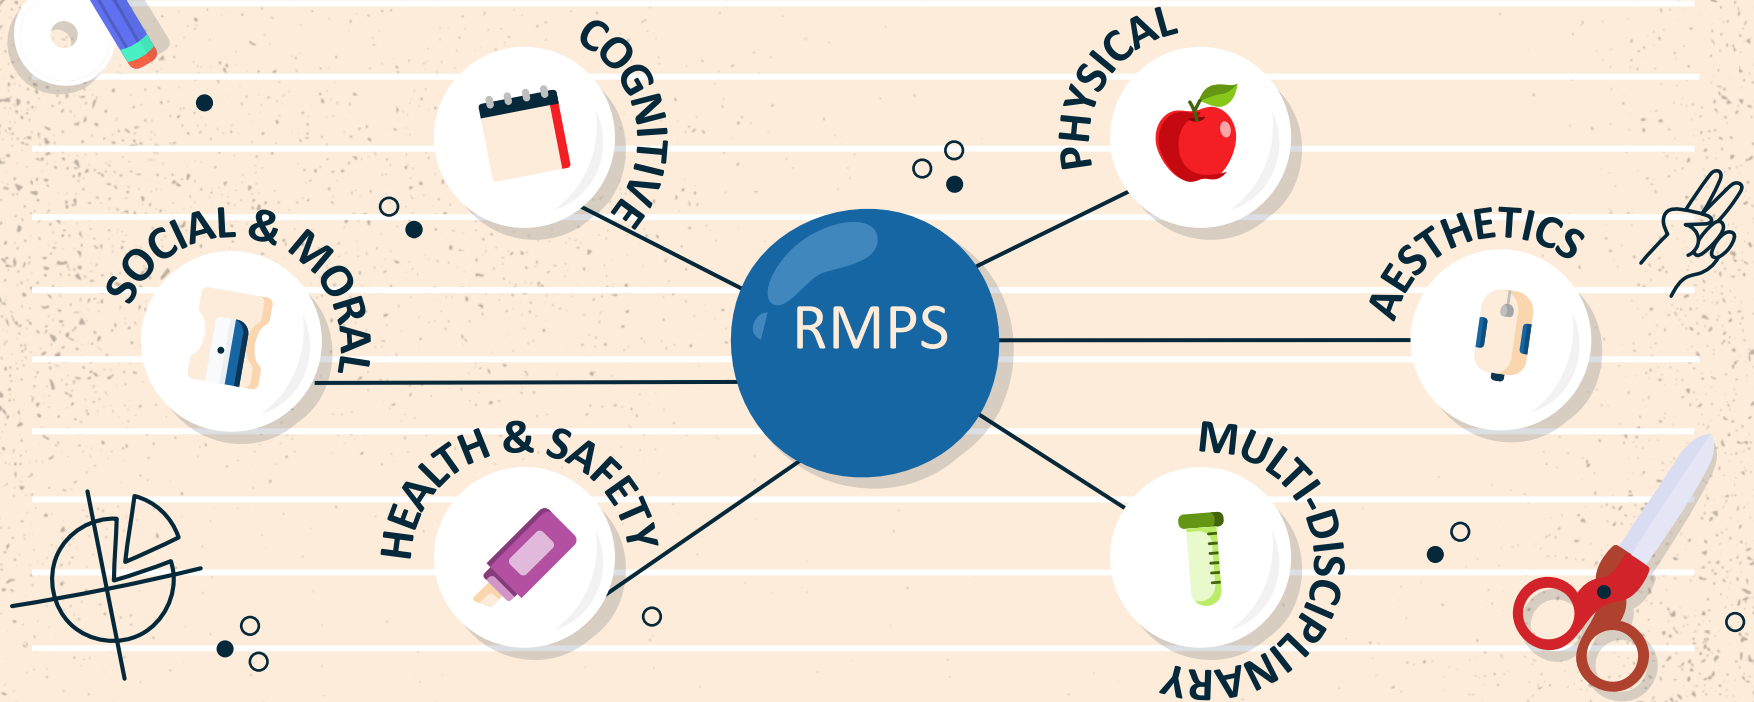 COGNITIVE
PHYSICAL
SOCIAL & MORAL
AESTHETICS
RMPS
HEALTH & SAFETY
MULTI-DISCIPLINARY